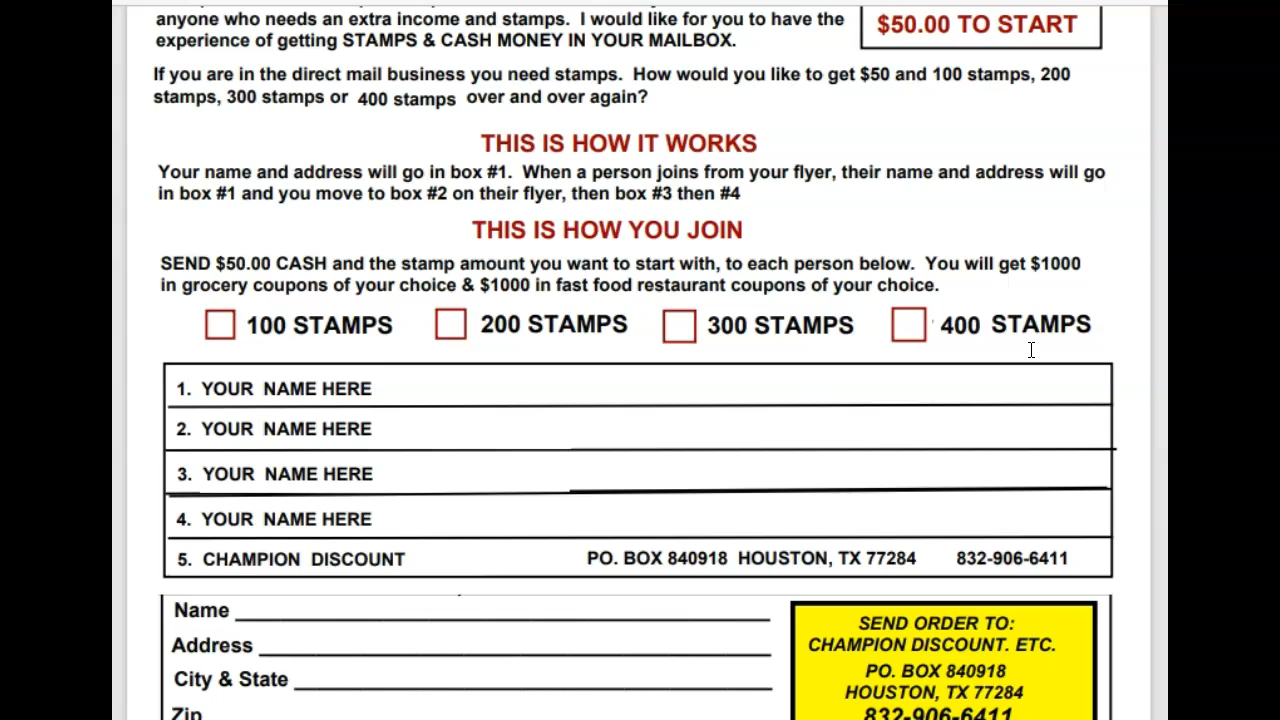 anyone who needs an extra income and stamps. I would like for you to have the
experience of getting STAMPS & CASH MONEY IN YOUR MAILBOX.
$50.00 TO START
If you are in the direct mail business you need stamps. How would you like to get $50 and 100 stamps, 200
stamps, 300 stamps or 400 stamps over and over again?
THIS IS HOW IT WORKS
Your name and address will go in box #1. When a person joins from your flyer, their name and address will go
in box #1 and you move to box #2 on their flyer, then box #3 then #4
THIS IS HOW YOU JOIN
SEND $50.00 CASH and the stamp amount you want to start with, to each person below. You will get $1000
in grocery coupons of your choice & $1000 in fast food restaurant coupons of your choice.
100 STAMPS 200 STAMPS 300 STAMPS 400 STAMPS
1. YOUR NAME HERE
2. YOUR NAME HERE
3. YOUR NAME HERE
4. YOUR NAME HERE
5. CHAMPION DISCOUNT PO. BOX 840918 HOUSTON, TX 77284 832-906-6411
Name
Address
City & State
Zip
SEND ORDER TO:
CHAMPION DISCOUNT. ETC.
PO. BOX 840918
HOUSTON, TX 77284
832-906-6411